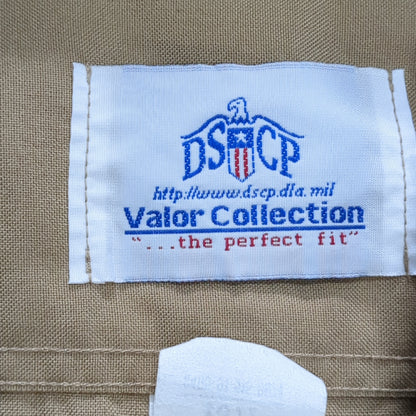 DSCP
http://www.dscp.dla.mil
Valor Collection
"...the perfect fit"